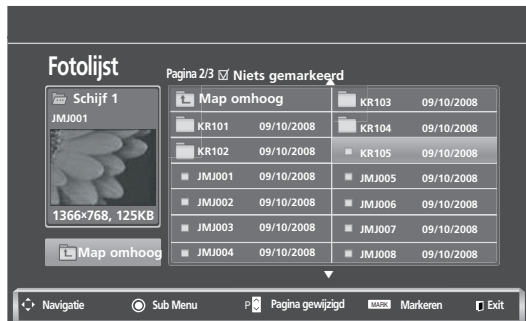 Fotolijst
Pagina 2/3 Niets gemarkeerd
Schijf 1
JMJ001
1366×768, 125KB
Map omhoog
Map omhoog
KR101 09/10/2008
KR102 09/10/2008
JMJ001 09/10/2008
JMJ002 09/10/2008
JMJ003 09/10/2008
JMJ004 09/10/2008
KR103 09/10/2008
KR104 09/10/2008
KR105 09/10/2008
JMJ005 09/10/2008
JMJ006 09/10/2008
JMJ007 09/10/2008
JMJ008 09/10/2008
Navigatie Sub Menu P Pagina gewijzigd MARK Markeren Exit